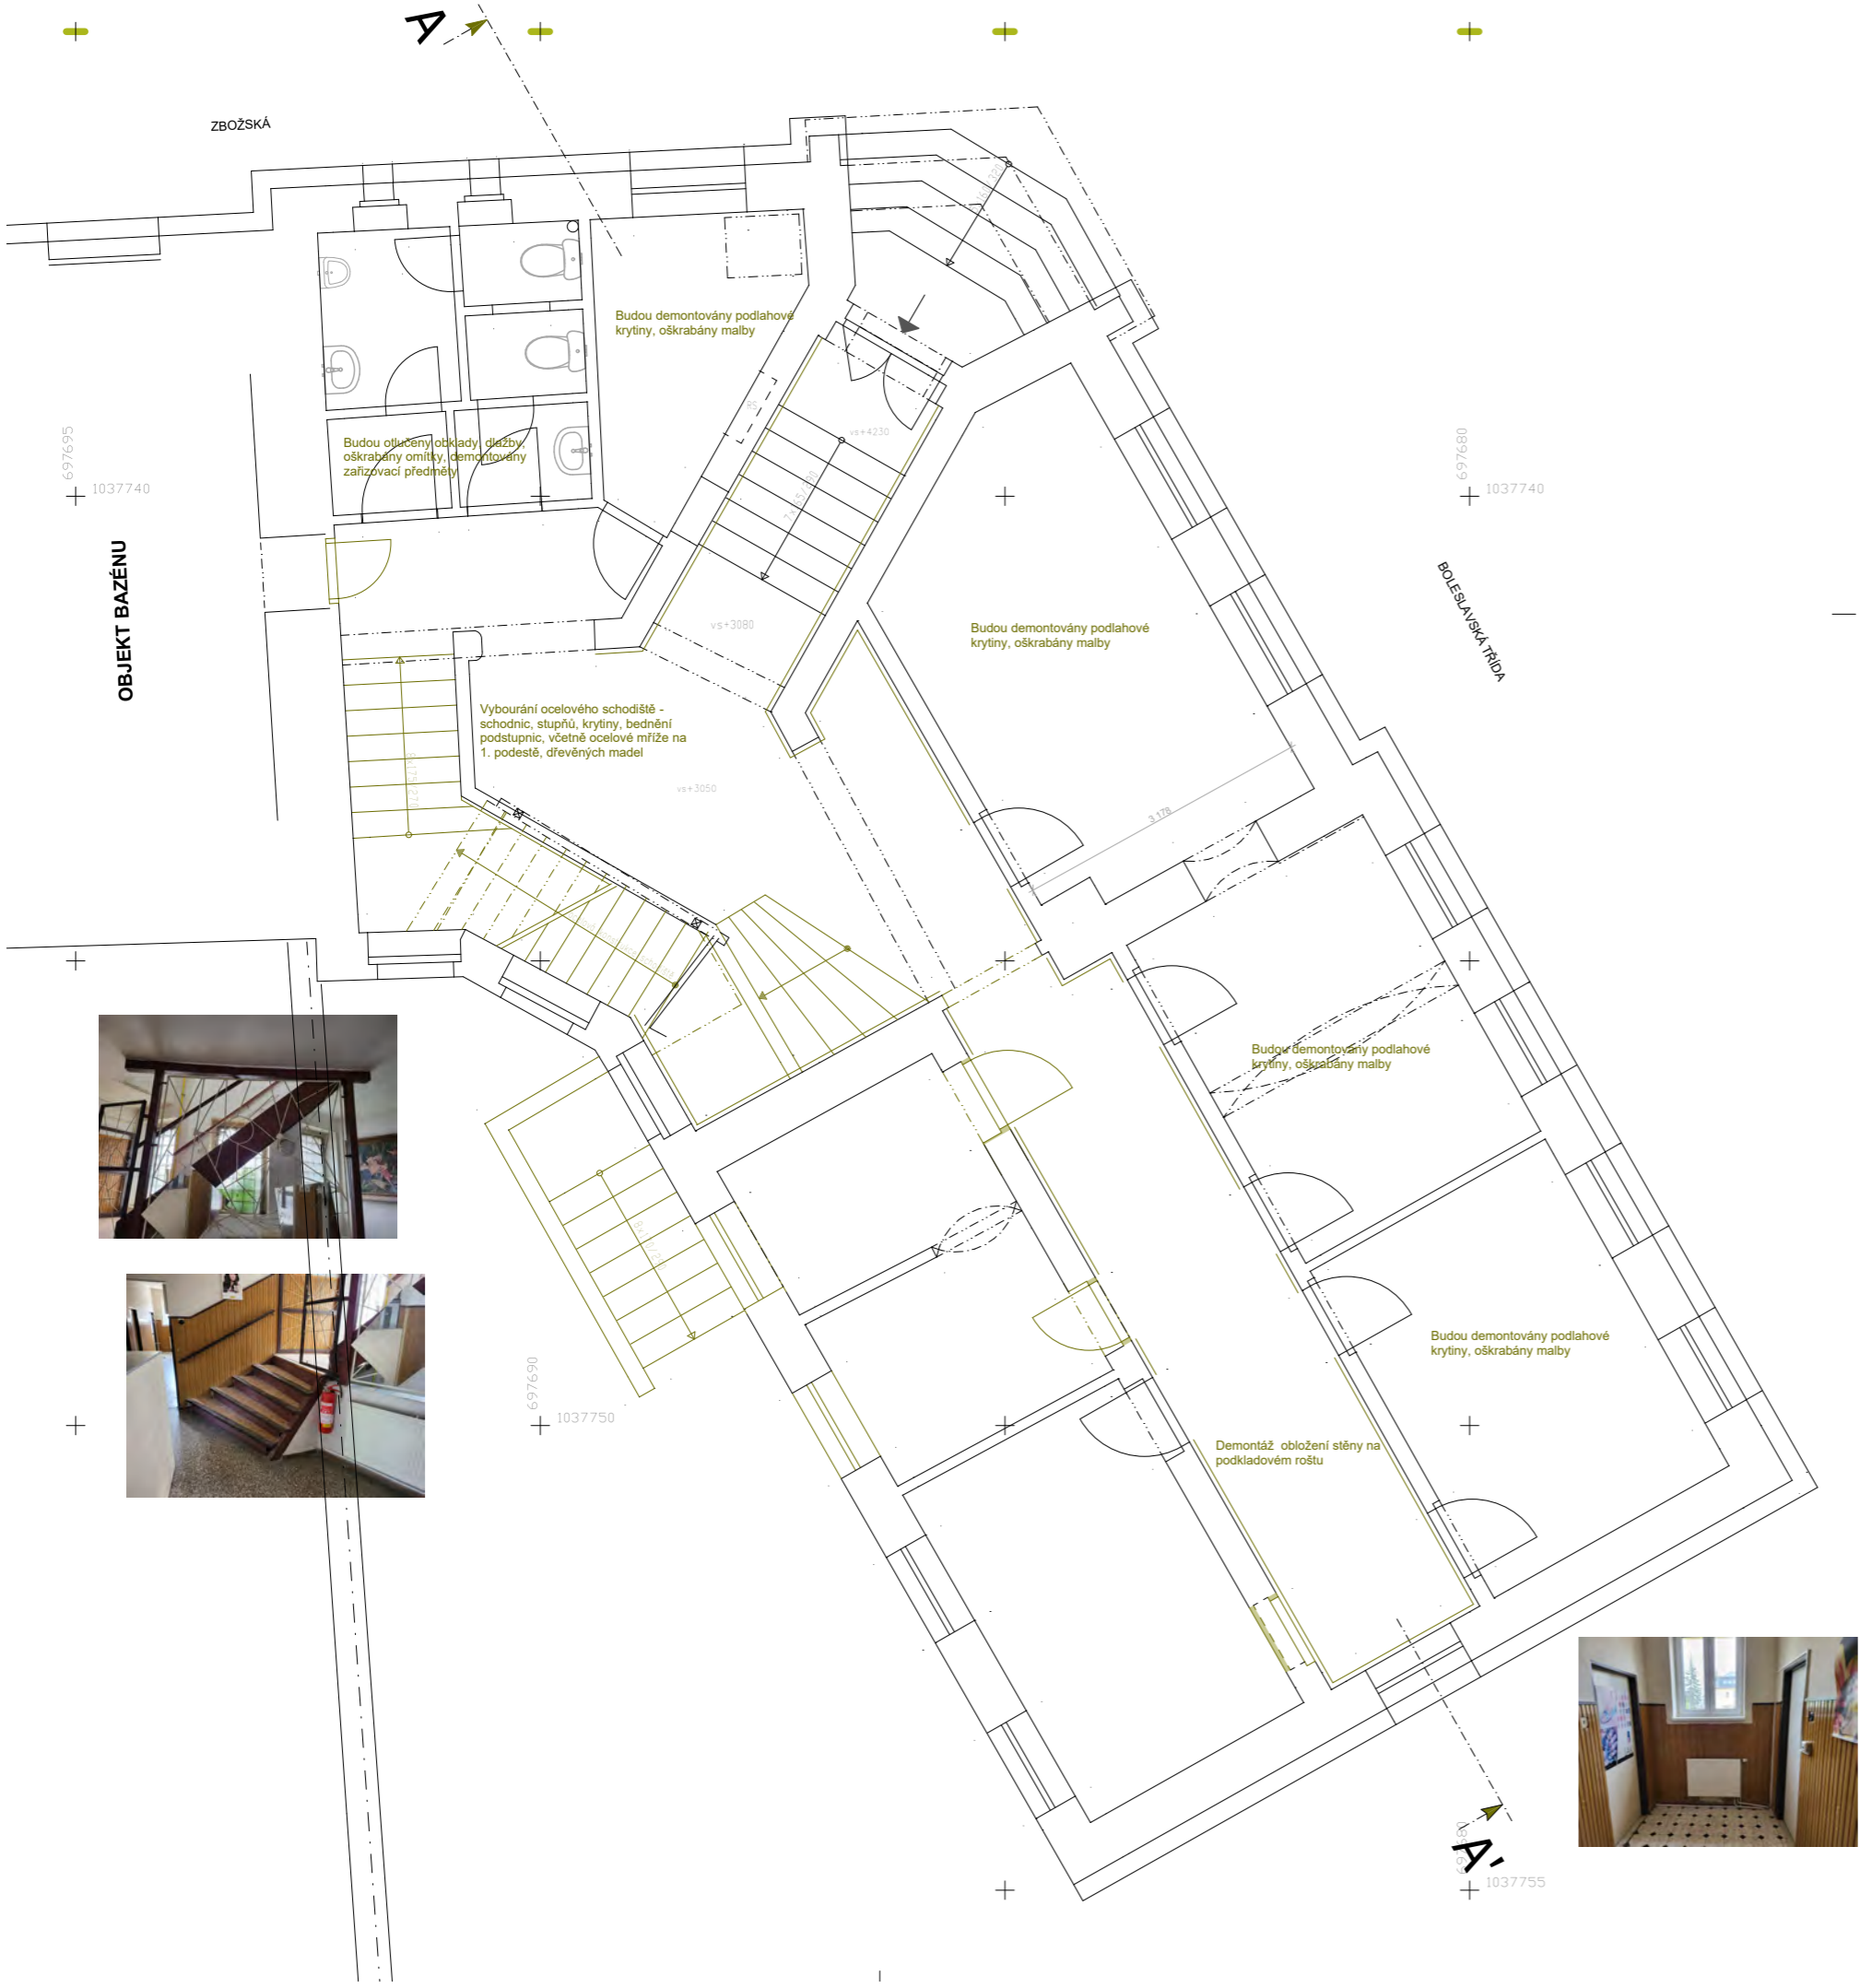 A
ZBOŽSKÁ
Budou demontovány podlahové
krytiny, oškrabány malby
Budou otlučeny obklady, dlažby,
oškrabány omítky, demontovány
zařizovací předměty
697695
1037740
OBJEKT BAZÉNU
vs+4230
vs+3080
697680
1037740
BOLESLAVSKÁ TŘÍDA
Budou demontovány podlahové
krytiny, oškrabány malby
Vybourání ocelového schodiště -
schodnic, stupňů, krytiny, bednění
podstupnic, včetně ocelové mříže na
1. podestě, dřevěných madel
vs+3050
3.178
Budou demontovány podlahové
krytiny, oškrabány malby
Budou demontovány podlahové
krytiny, oškrabány malby
697690
1037750
Demontáž obložení stěny na
podkladovém roštu
A'
1037755